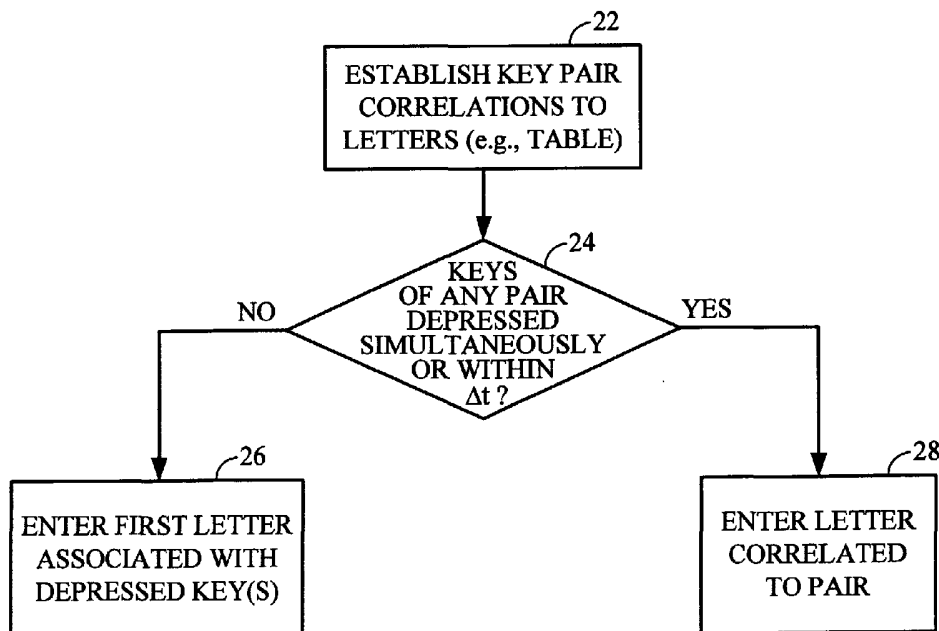 22
ESTABLISH KEY PAIR
CORRELATIONS TO
LETTERS (e.g., TABLE)
24
KEYS
OF ANY PAIR
DEPRESSED
SIMULTANEOUSLY
OR WITHIN
Δt ?
NO
YES
26
ENTER FIRST LETTER
ASSOCIATED WITH
DEPRESSED KEY(S)
28
ENTER LETTER
CORRELATED
TO PAIR